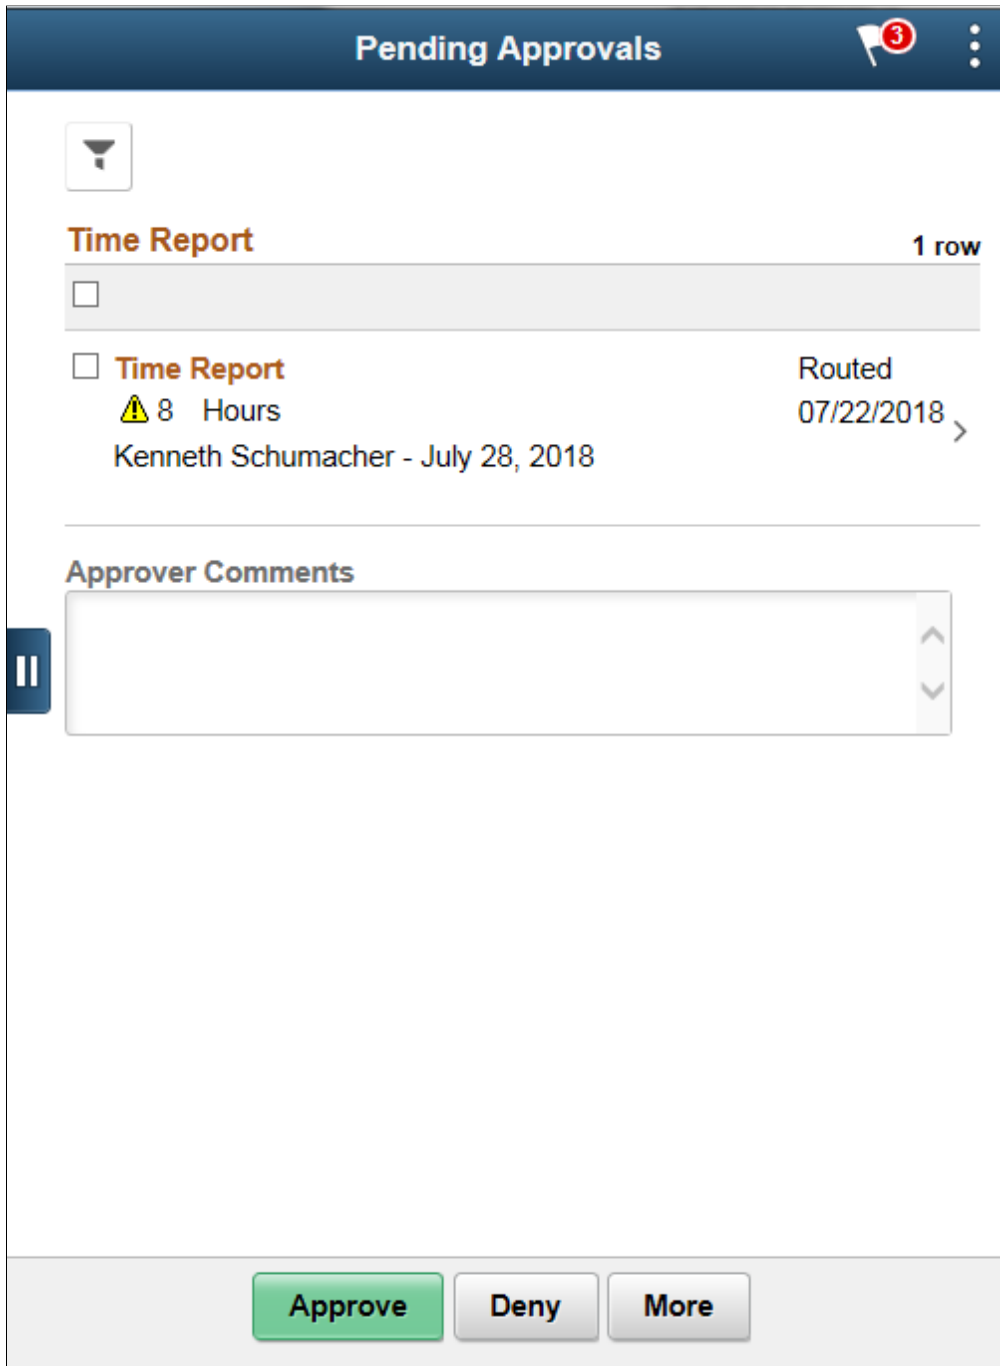 Pending Approvals 3
Time Report 1 row
Time Report Routed
8 Hours 07/22/2018
Kenneth Schumacher - July 28, 2018
Approver Comments
Approve Deny More